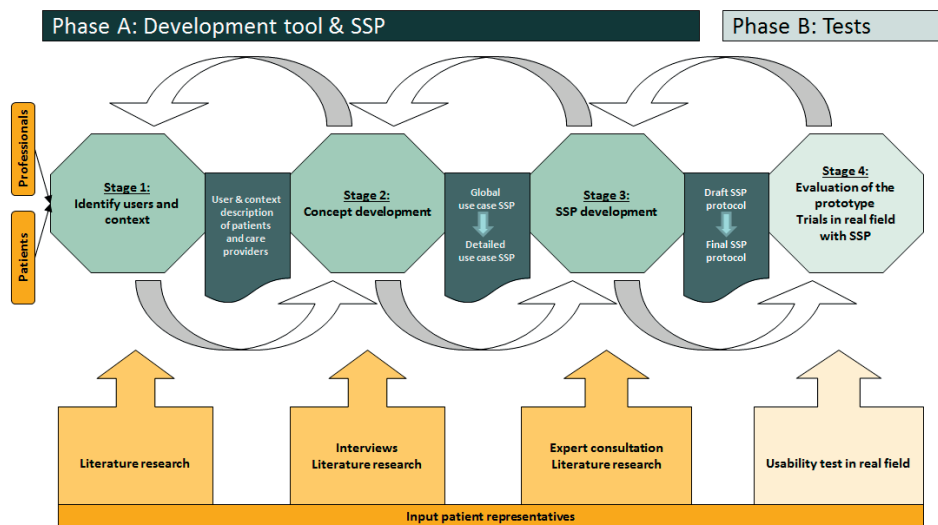 Phase A: Development tool & SSP
Phase B: Tests
Professionals
Patients
Stage 1:
Identify users and
context
User & context
description
of patients
and care
providers
Stage 2:
Concept development
Global
use case SSP
Detailed
use case SSP
Stage 3:
SSP development
Draft SSP
protocol
Final SSP
protocol
Stage 4:
Evaluation of the
prototype
Trials in real field
with SSP
Literature research
Interviews
Literature research
Expert consultation
Literature research
Usability test in real field
Input patient representatives